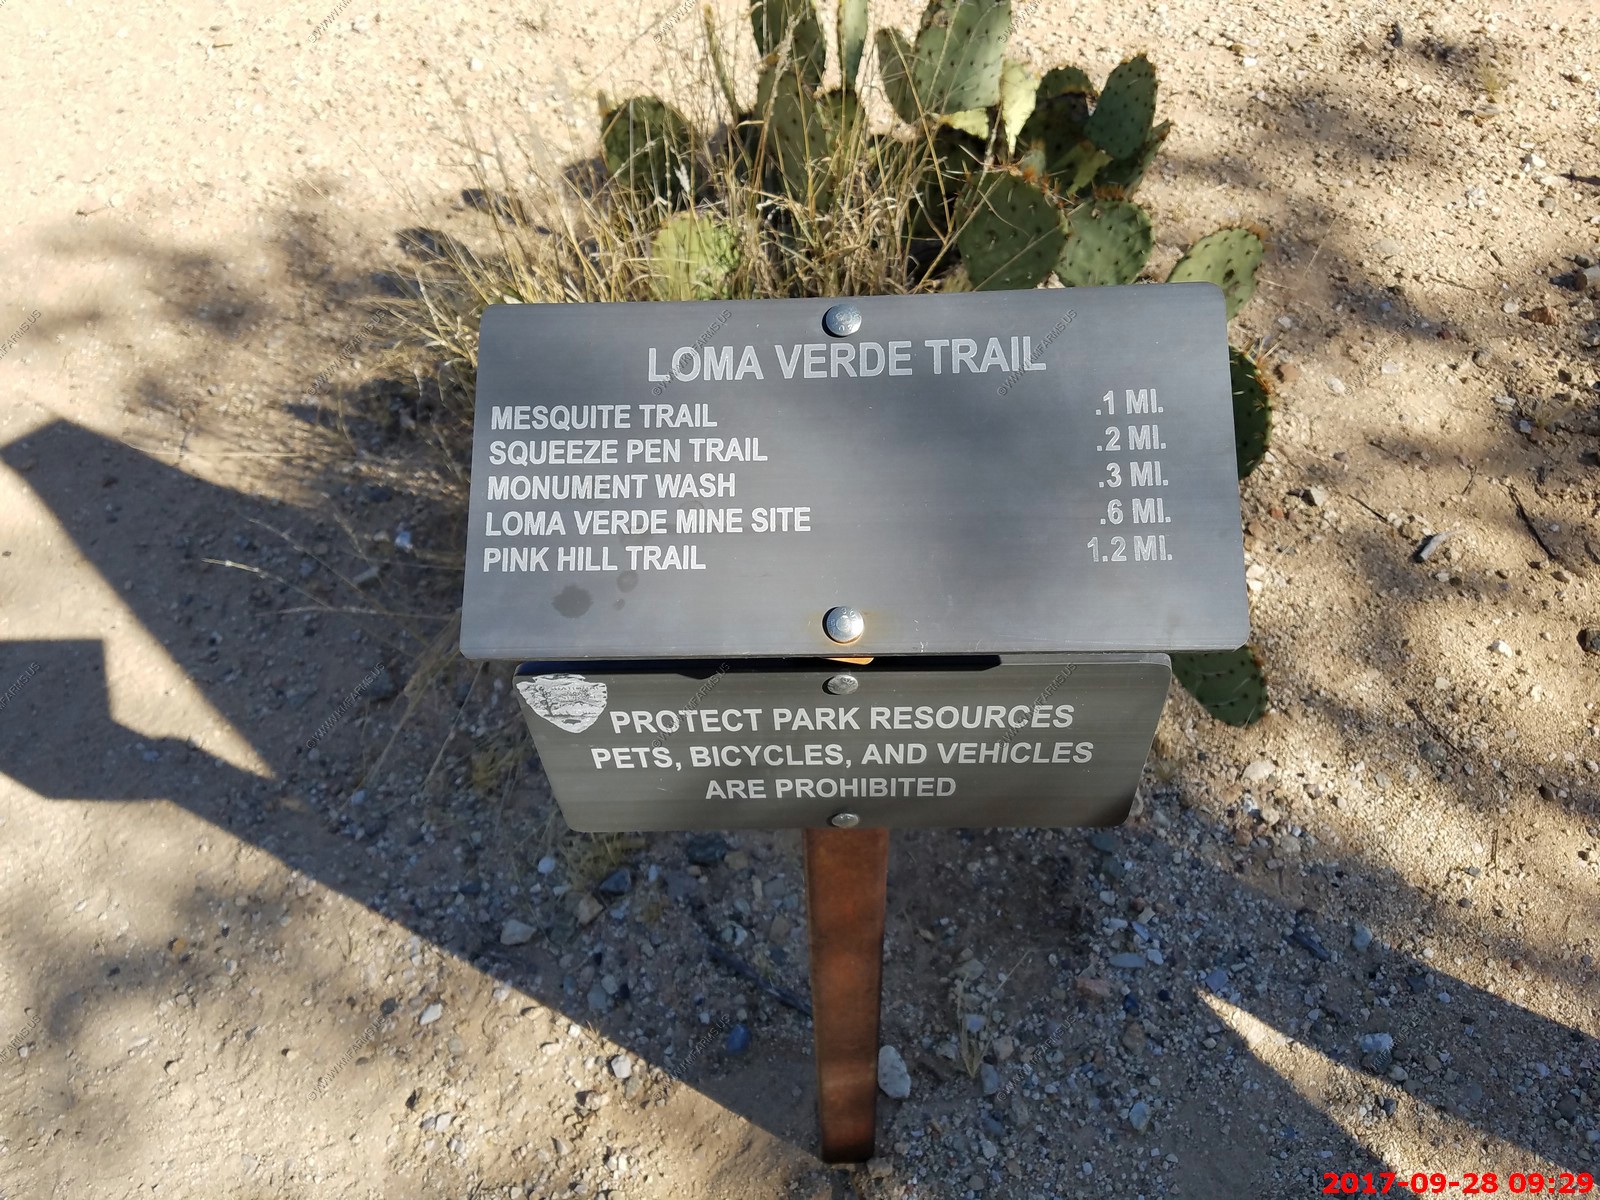 LOMA VERDE TRAIL
MESQUITE TRAIL .1 MI.
SQUEEZE PEN TRAIL .2 MI.
MONUMENT WASH .3 MI.
LOMA VERDE MINE SITE .6 MI.
PINK HILL TRAIL 1.2 MI.
PROTECT PARK RESOURCES
PETS, BICYCLES, AND VEHICLES
ARE PROHIBITED
2017-09-28 09:29